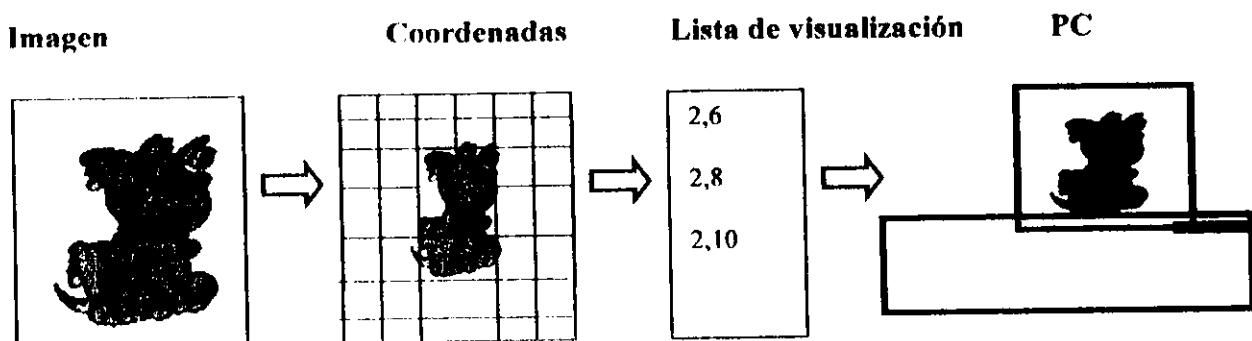 Imagen
Coordenadas
Lista de visualización
PC
2,6
2,8
2,10